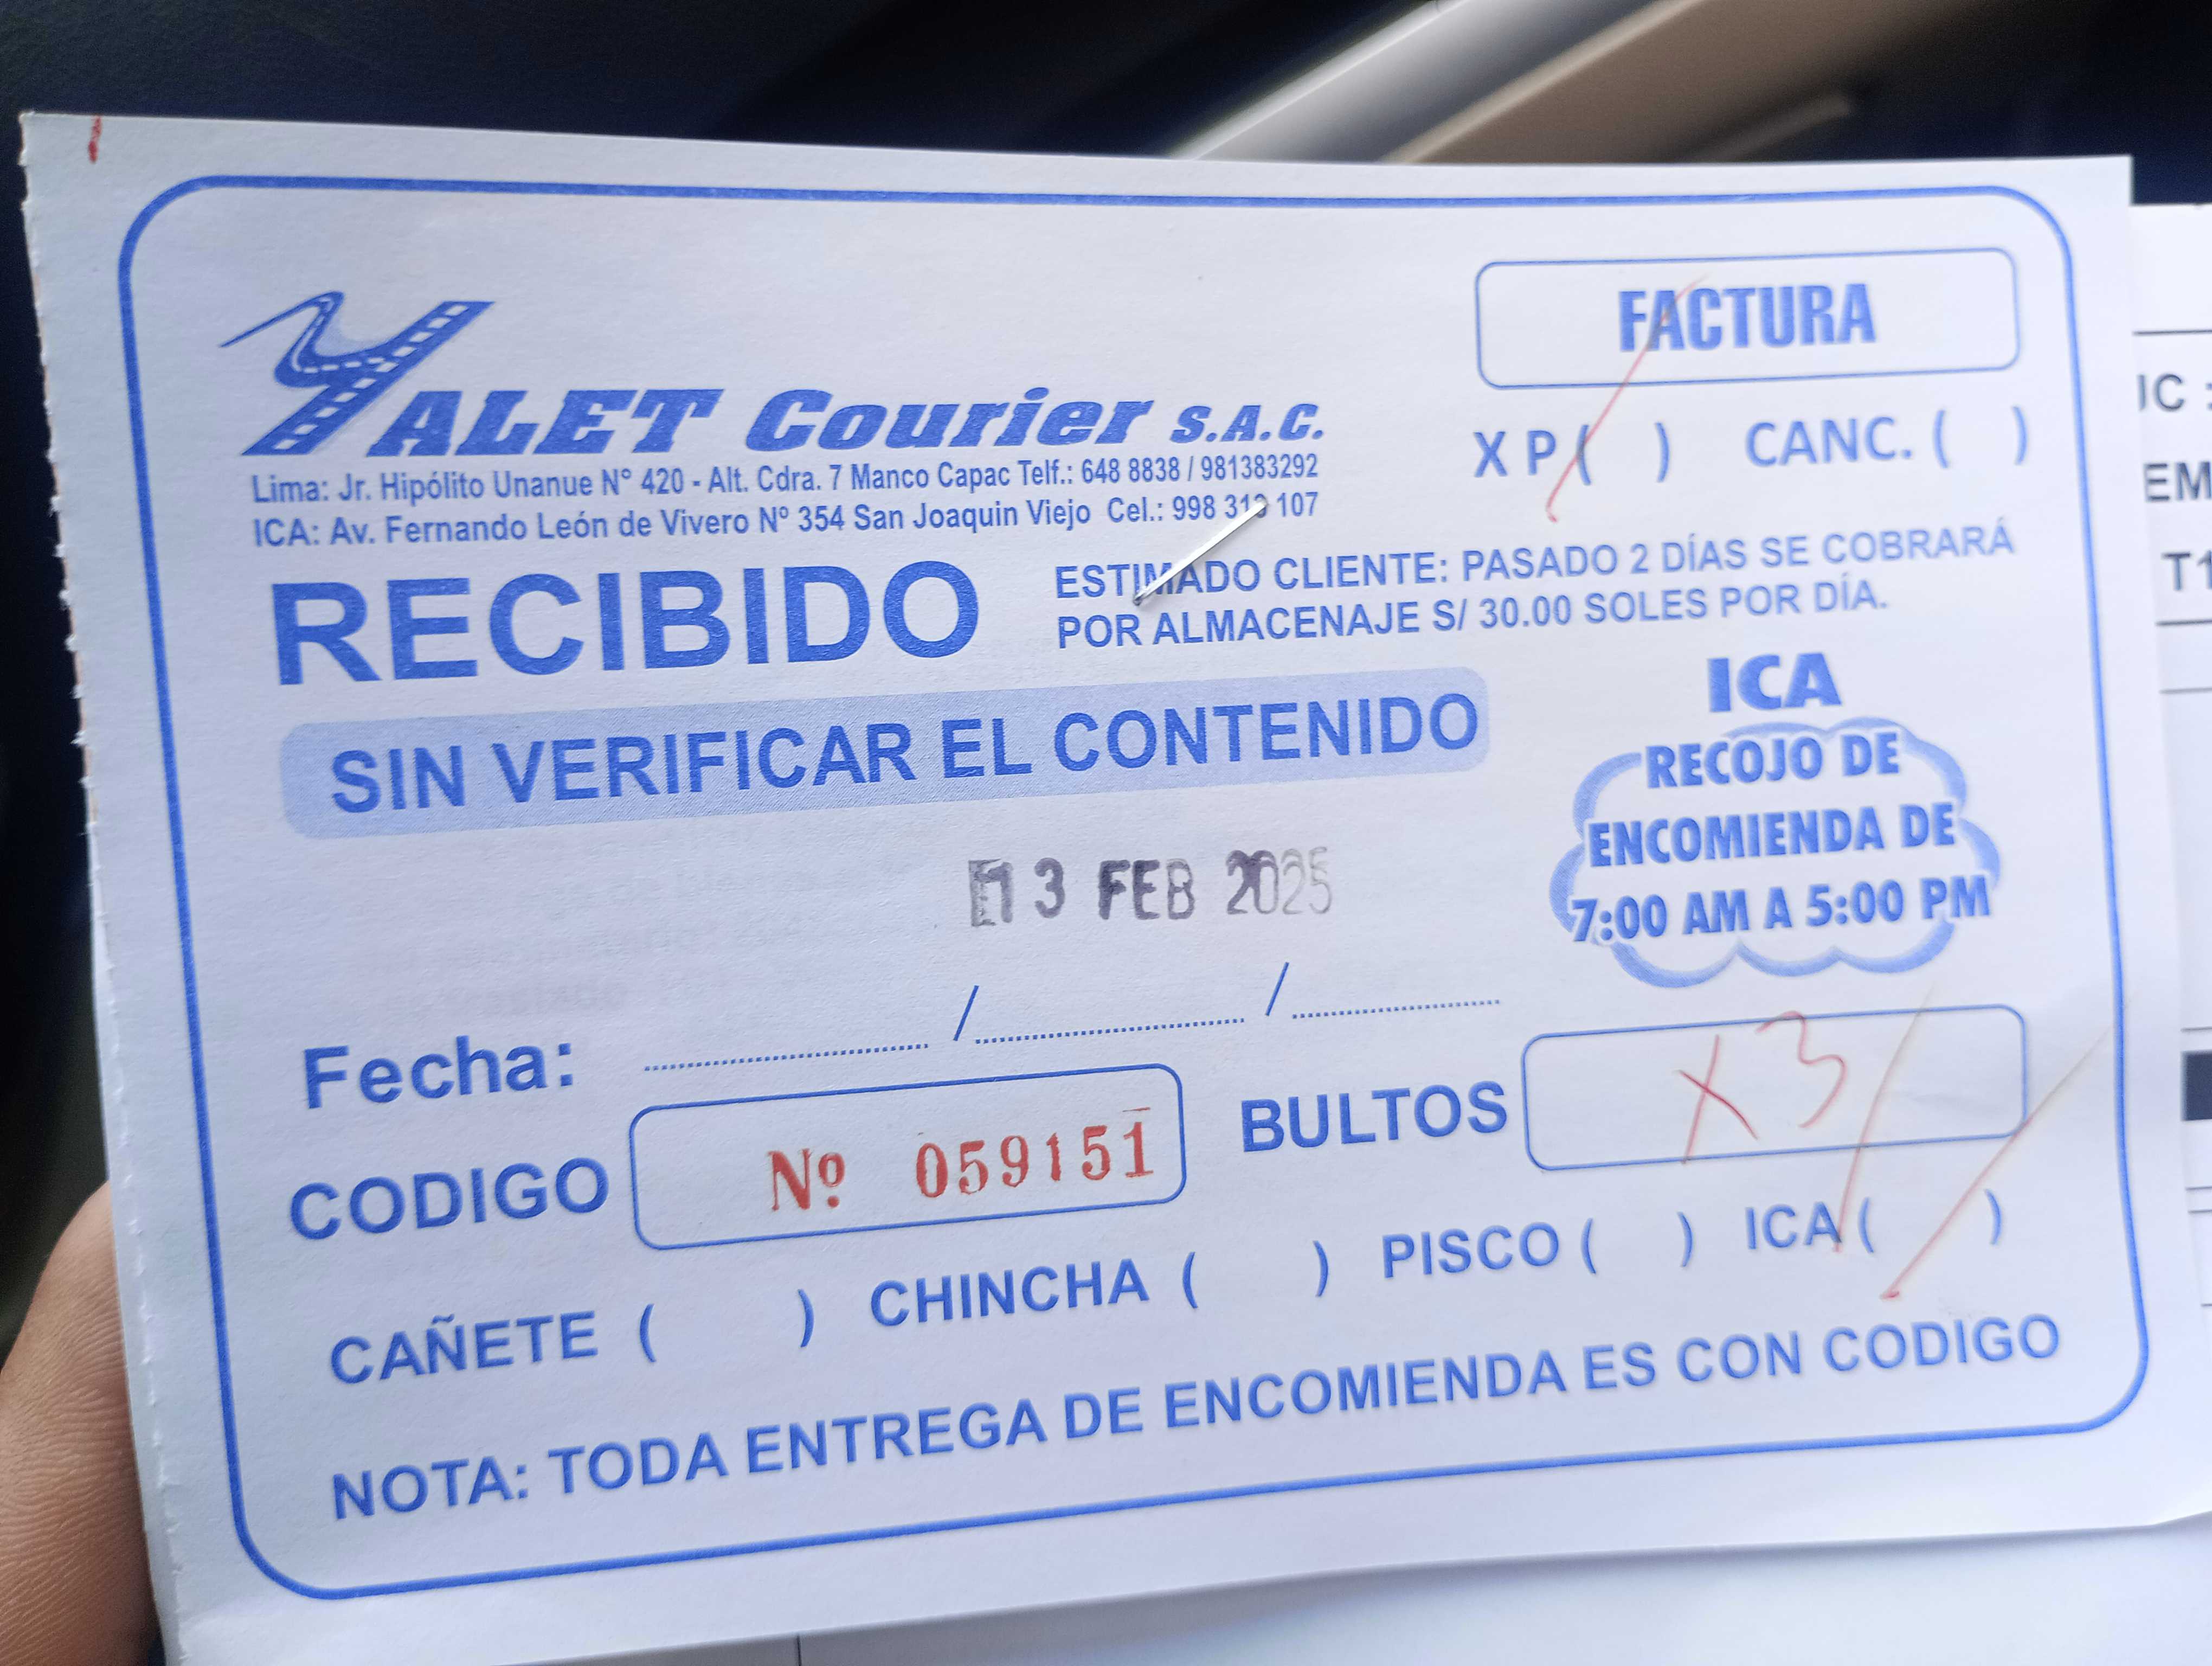 FACTURA
YALET Courier S.A.C.
XP( ) CANC. ( )
Lima: Jr. Hipólito Unanue N° 420 - Alt. Cdra. 7 Manco Capac Telf.: 648 8838 / 981383292
ICA: Av. Fernando León de Vivero Nº 354 San Joaquin Viejo Cel.: 998 313 107
RECIBIDO
ESTIMADO CLIENTE: PASADO 2 DÍAS SE COBRARÁ
POR ALMACENAJE S/ 30.00 SOLES POR DÍA.
SIN VERIFICAR EL CONTENIDO
ICA
RECOJO DE
ENCOMIENDA DE
7:00 AM A 5:00 PM
13 FEB 2025
Fecha: / /
CODIGO Nº 059151 BULTOS X3
CAÑETE ( ) CHINCHA ( ) PISCO ( ) ICA ( )
NOTA: TODA ENTREGA DE ENCOMIENDA ES CON CODIGO